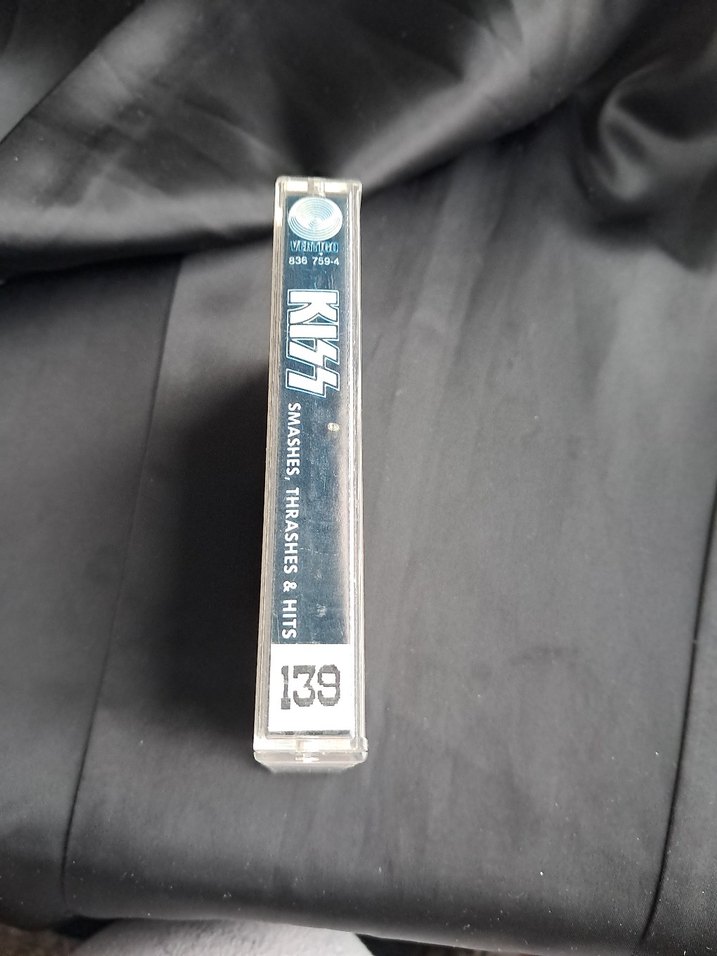 VERTIGO
836 759-4
KISS
SMASHES, THRASHES & HITS
139